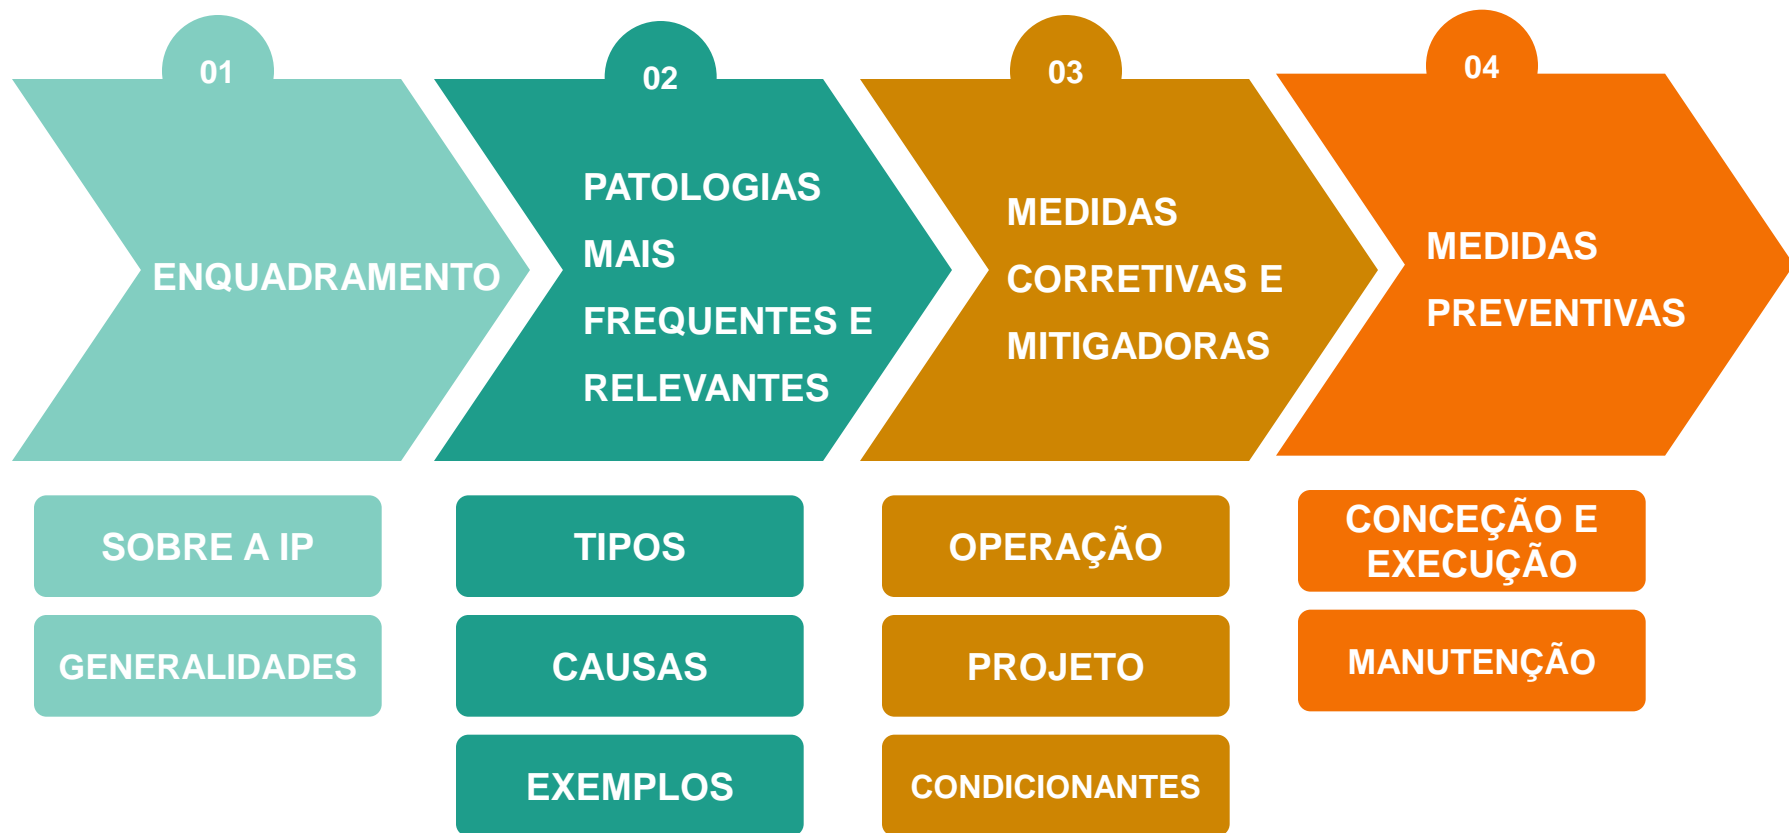 01
ENQUADRAMENTO
SOBRE A IP
GENERALIDADES
02
PATOLOGIAS
MAIS
FREQUENTES E
RELEVANTES
TIPOS
CAUSAS
EXEMPLOS
03
MEDIDAS
CORRETIVAS E
MITIGADORAS
OPERAÇÃO
PROJETO
CONDICIONANTES
04
MEDIDAS
PREVENTIVAS
CONCEÇÃO E
EXECUÇÃO
MANUTENÇÃO